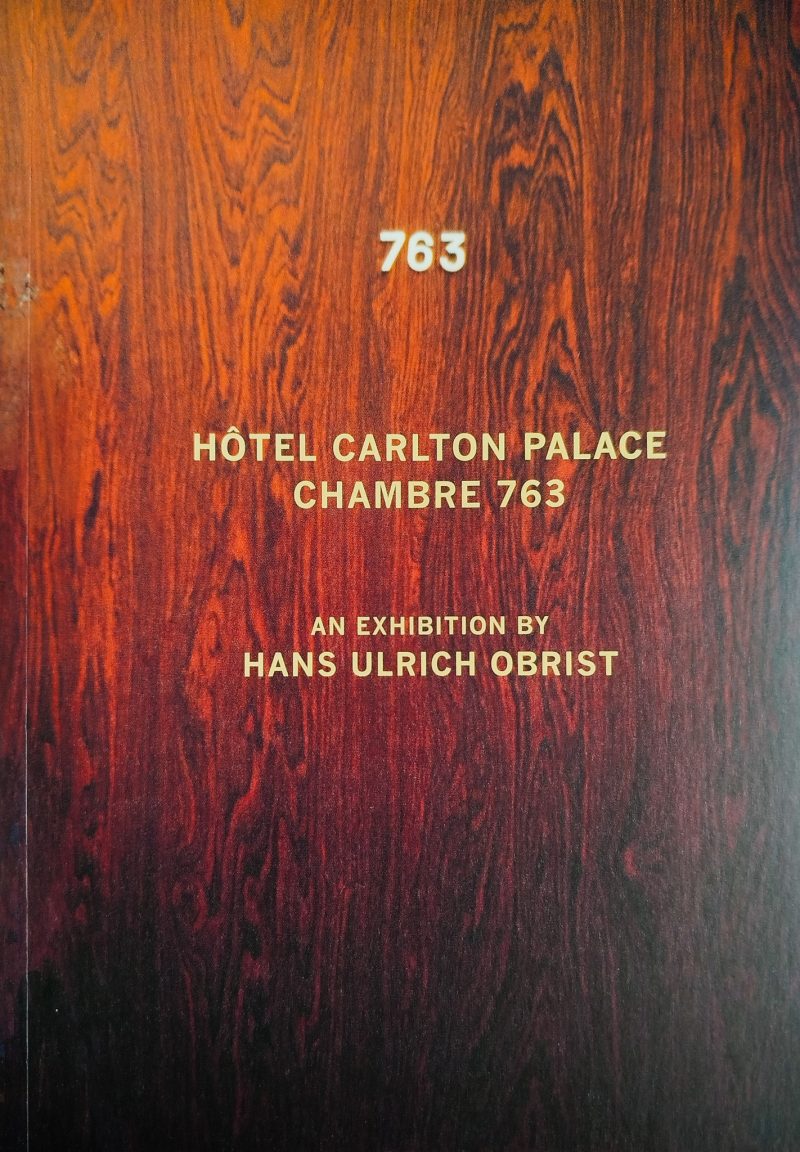 763
HÔTEL CARLTON PALACE
CHAMBRE 763
AN EXHIBITION BY
HANS ULRICH OBRIST